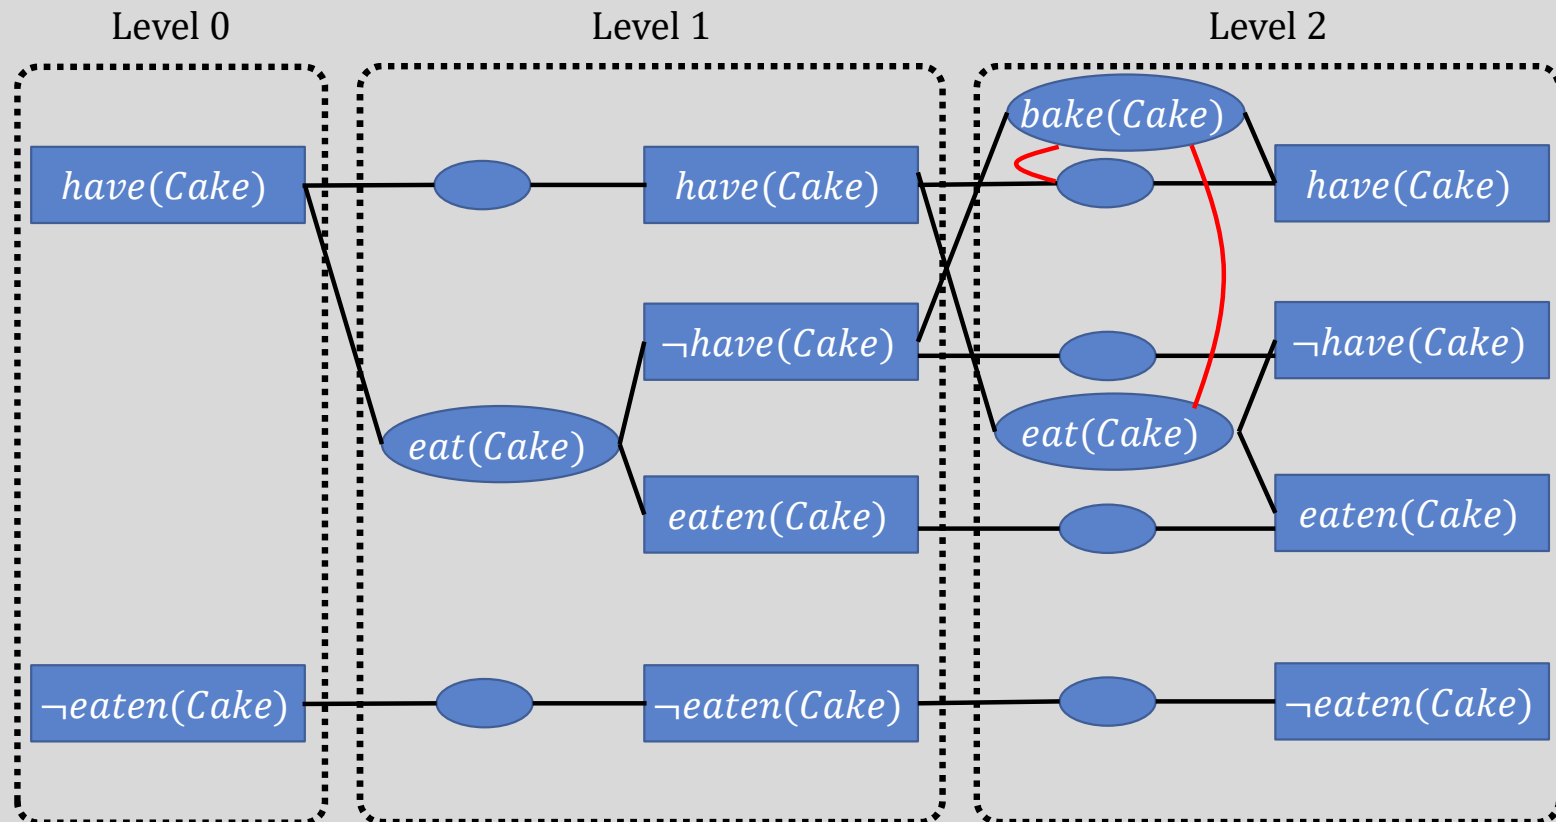 Level 0
Level 1
Level 2
bake(Cake)
have(Cake)
have(Cake)
have(Cake)
¬have(Cake)
¬have(Cake)
eat(Cake)
eat(Cake)
eaten(Cake)
eaten(Cake)
¬eaten(Cake)
¬eaten(Cake)
¬eaten(Cake)